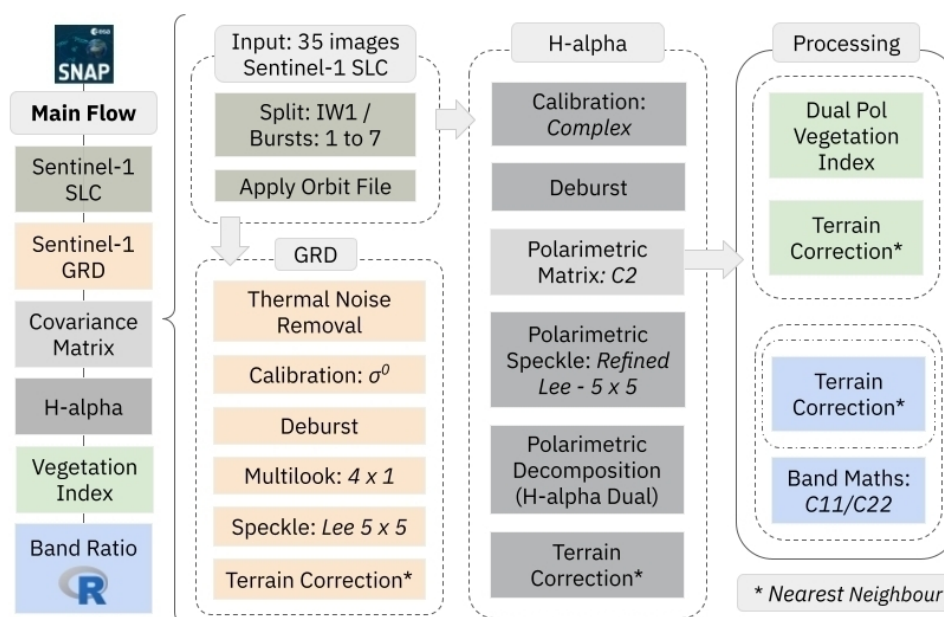 esa
SNAP
Main Flow
Sentinel-1
SLC
Sentinel-1
GRD
Covariance
Matrix
H-alpha
Vegetation
Index
Band Ratio
R
Input: 35 images
Sentinel-1 SLC
Split: IW1 /
Bursts: 1 to 7
Apply Orbit File
GRD
Thermal Noise
Removal
Calibration: σ⁰
Deburst
Multilook: 4 x 1
Speckle: Lee 5 x 5
Terrain Correction*
H-alpha
Calibration:
Complex
Deburst
Polarimetric
Matrix: C2
Polarimetric
Speckle: Refined
Lee - 5 x 5
Polarimetric
Decomposition
(H-alpha Dual)
Terrain
Correction*
Processing
Dual Pol
Vegetation
Index
Terrain
Correction*
Terrain
Correction*
Band Maths:
C11/C22
* Nearest Neighbour